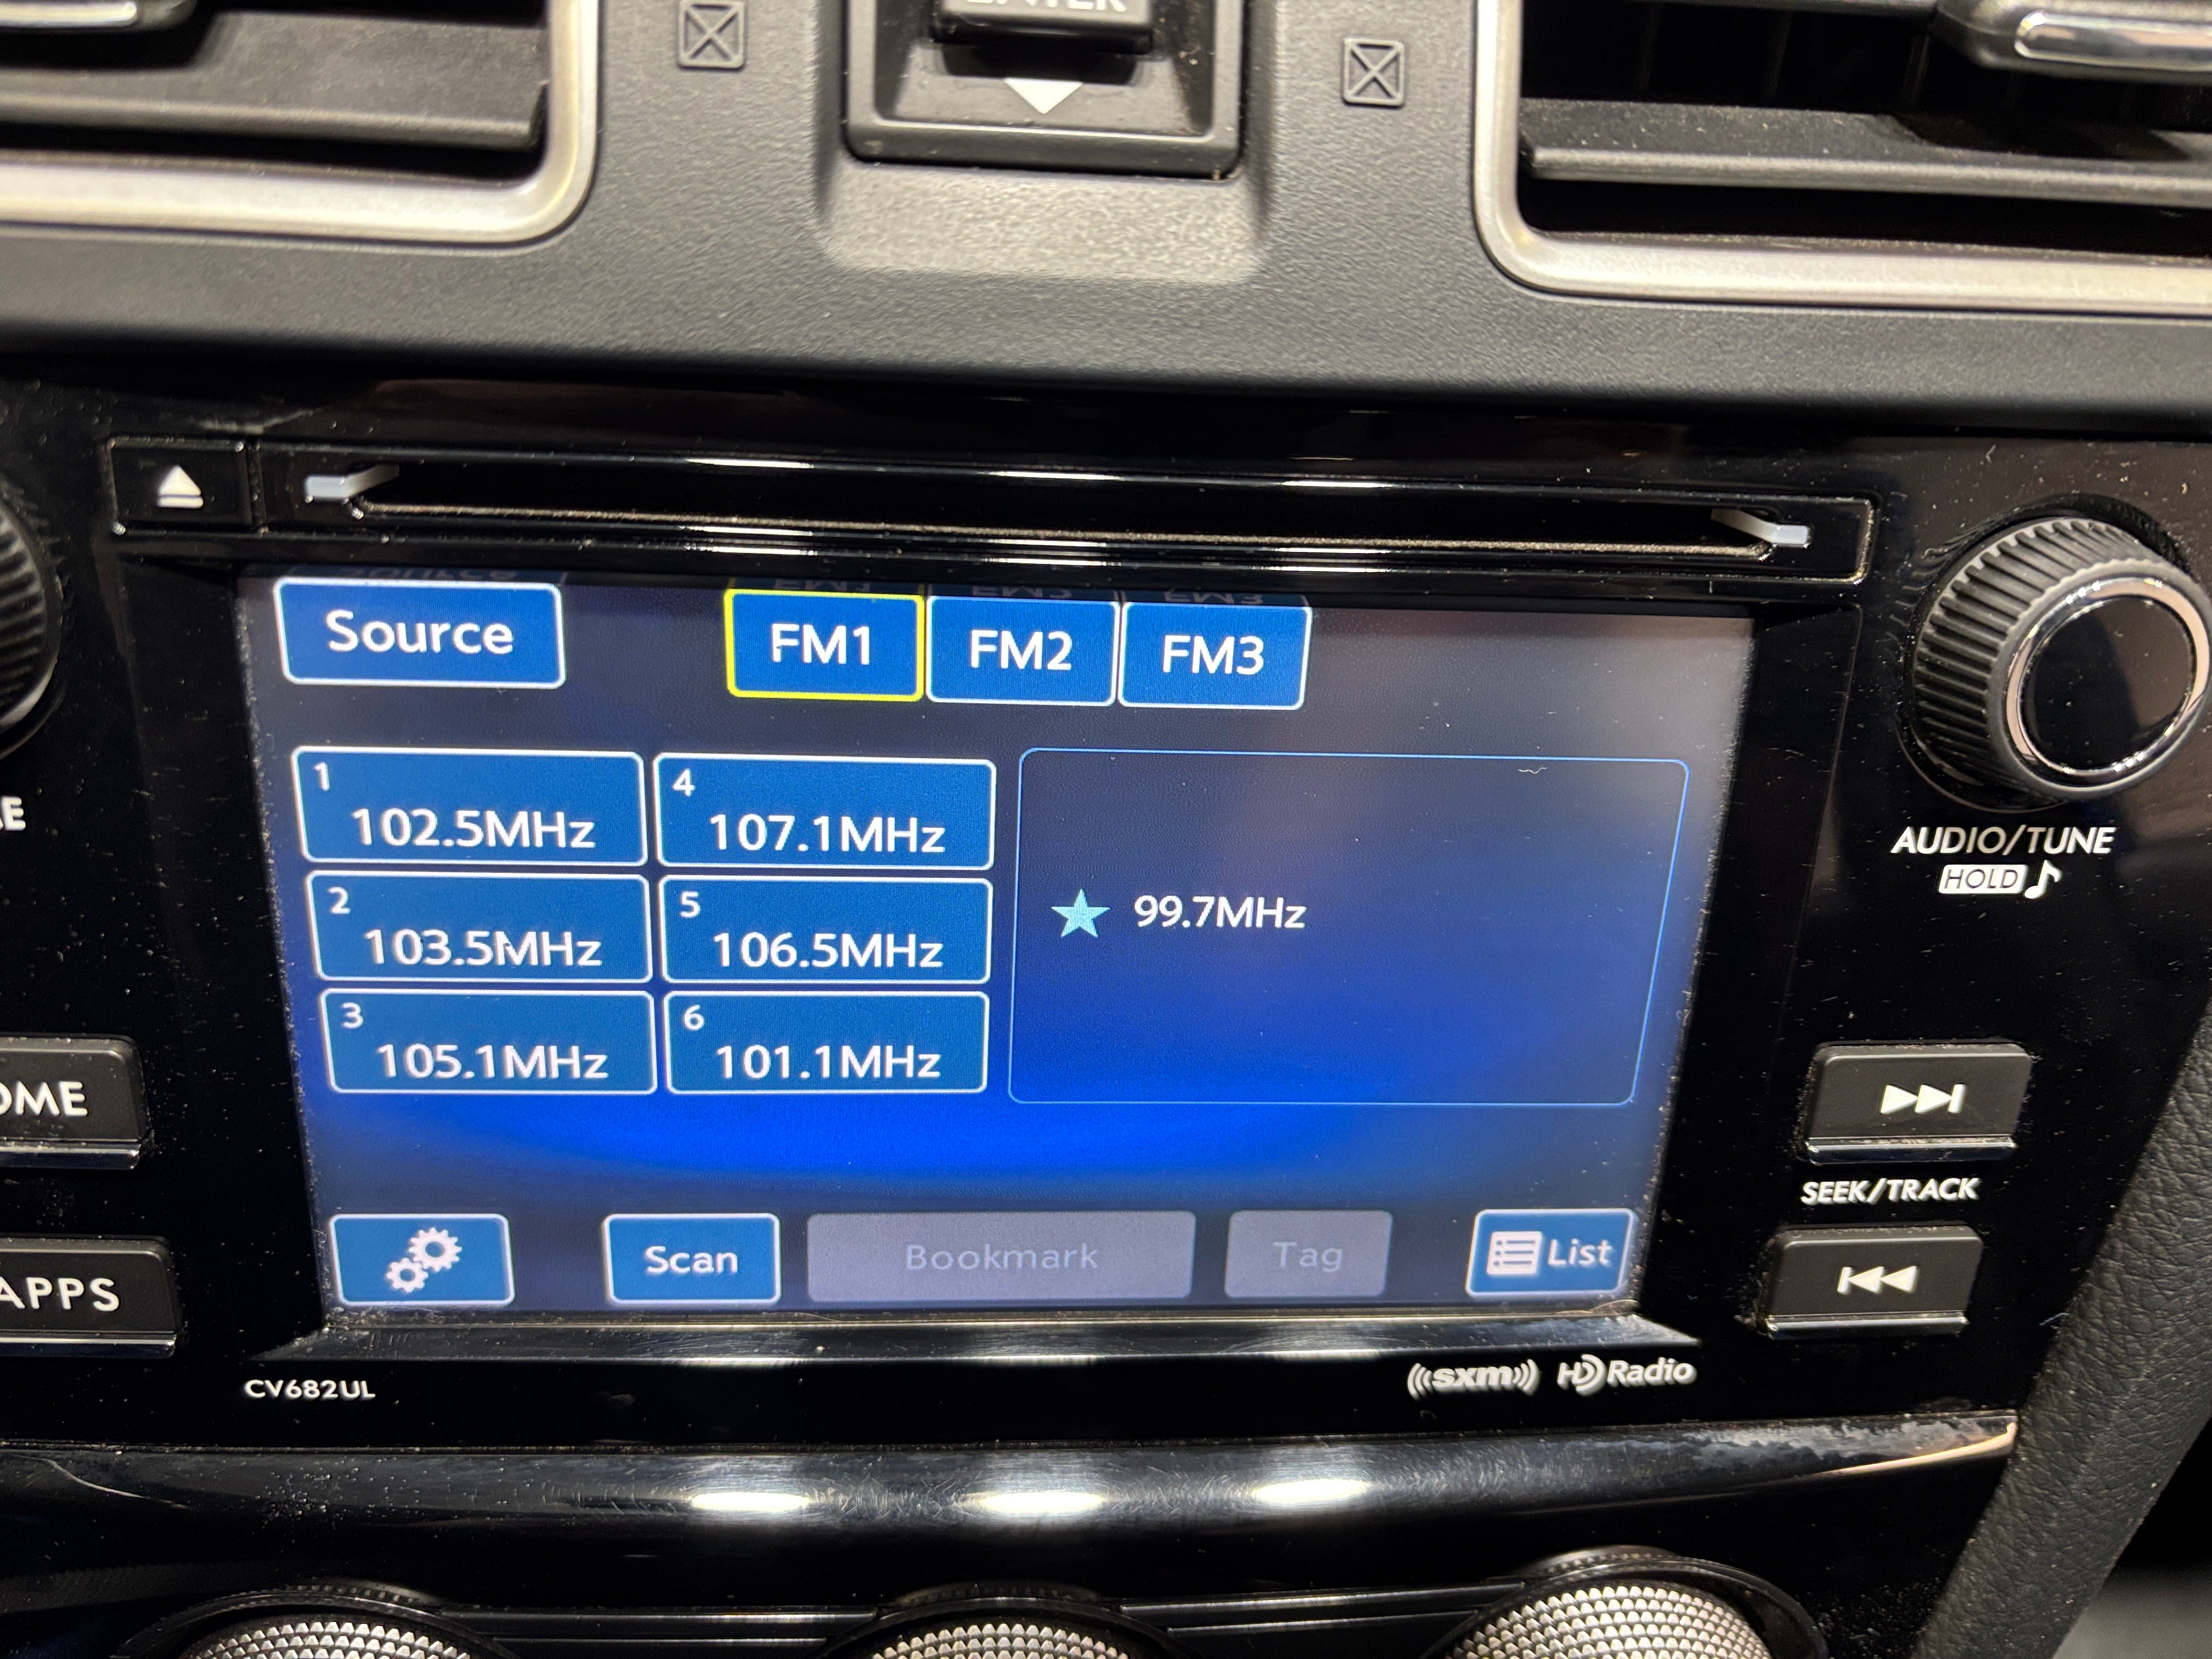 ENTER
Source
FM1 FM2 FM3
1
102.5MHz
4
107.1MHz
2
103.5MHz
5
106.5MHz
3
105.1MHz
6
101.1MHz
99.7MHz
Scan
Bookmark
Tag
List
OME
APPS
AUDIO/TUNE
HOLD
SEEK/TRACK
CV682UL
sxm HD Radio